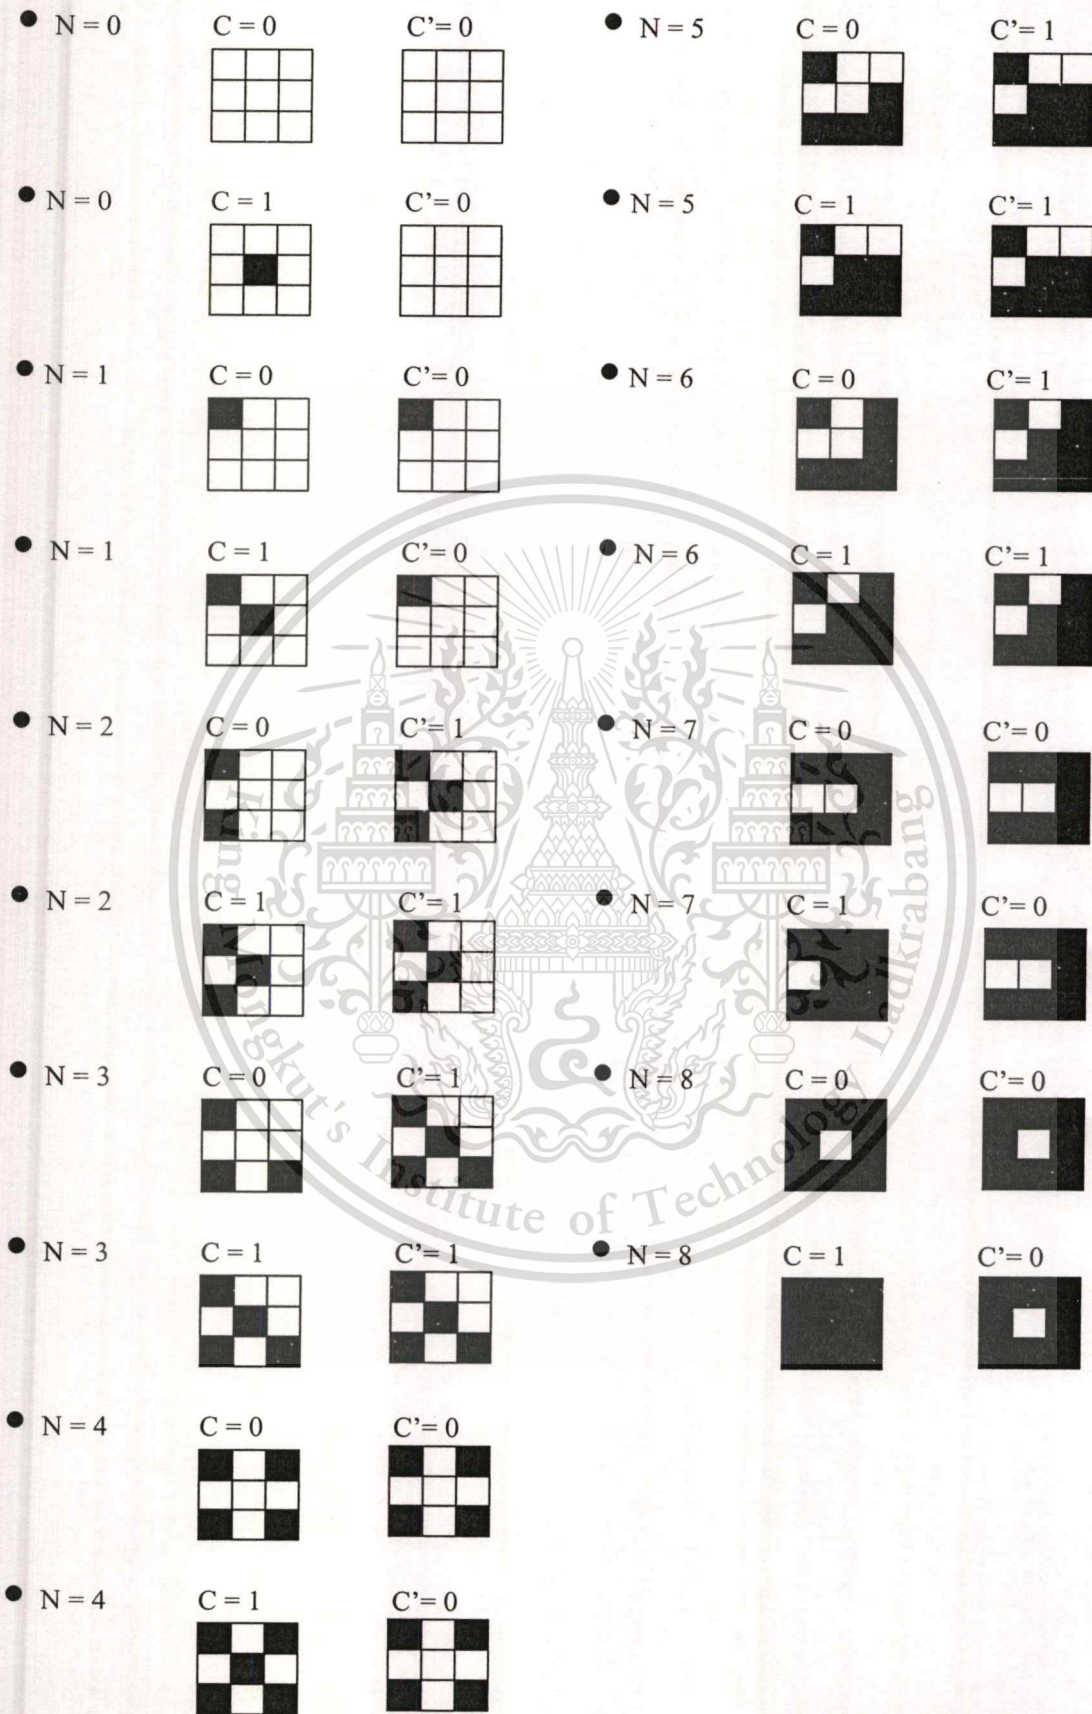 ● N = 0 C = 0 C’= 0
● N = 0 C = 1 C’= 0
● N = 1 C = 0 C’= 0
● N = 1 C = 1 C’= 0
● N = 2 C = 0 C’= 1
● N = 2 C = 1 C’= 1
● N = 3 C = 0 C’= 1
● N = 3 C = 1 C’= 1
● N = 4 C = 0 C’= 0
● N = 4 C = 1 C’= 0
● N = 5 C = 0 C’= 1
● N = 5 C = 1 C’= 1
● N = 6 C = 0 C’= 1
● N = 6 C = 1 C’= 1
● N = 7 C = 0 C’= 0
● N = 7 C = 1 C’= 0
● N = 8 C = 0 C’= 0
● N = 8 C = 1 C’= 0
King Mongkut's Institute of Technology Ladkrabang